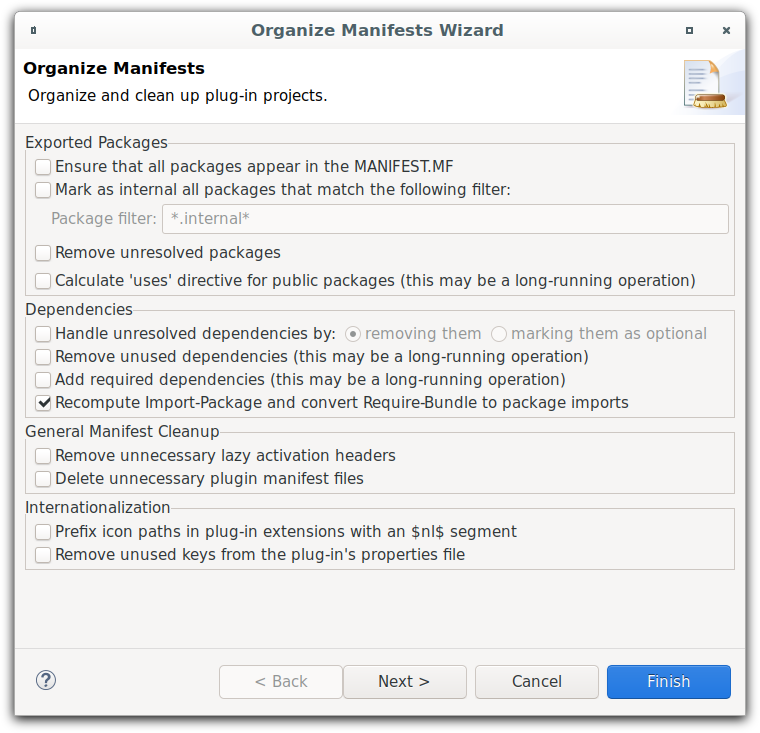 Organize Manifests Wizard
Organize Manifests
Organize and clean up plug-in projects.
Exported Packages
Ensure that all packages appear in the MANIFEST.MF
Mark as internal all packages that match the following filter:
Package filter: *.internal*
Remove unresolved packages
Calculate 'uses' directive for public packages (this may be a long-running operation)
Dependencies
Handle unresolved dependencies by: removing them marking them as optional
Remove unused dependencies (this may be a long-running operation)
Add required dependencies (this may be a long-running operation)
Recompute Import-Package and convert Require-Bundle to package imports
General Manifest Cleanup
Remove unnecessary lazy activation headers
Delete unnecessary plugin manifest files
Internationalization
Prefix icon paths in plug-in extensions with an $nl$ segment
Remove unused keys from the plug-in's properties file
? < Back Next > Cancel Finish